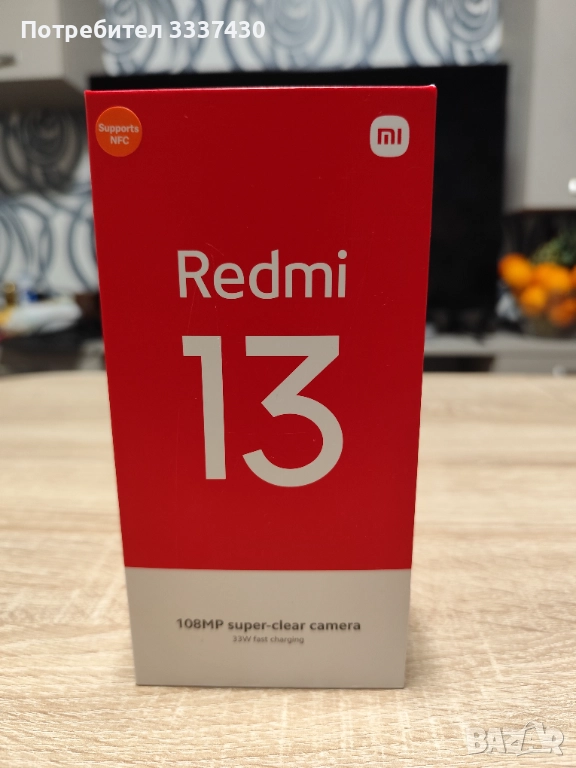 Потребител 3337430
Supports
NFC
mi
Redmi
13
108MP super-clear camera
33W fast charging
BAZAR